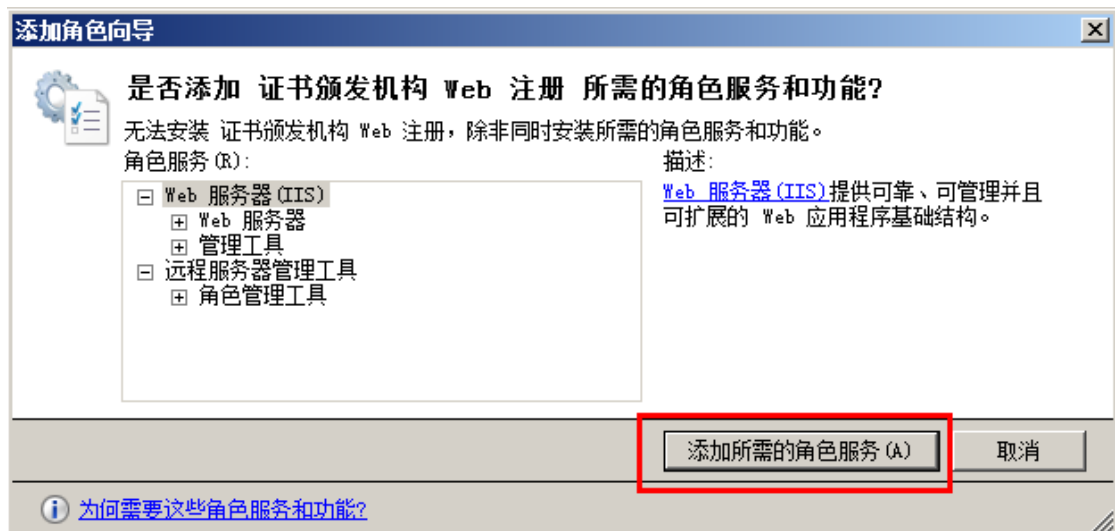 添加角色向导
是否添加 证书颁发机构 Web 注册 所需的角色服务和功能?
无法安装 证书颁发机构 Web 注册，除非同时安装所需的角色服务和功能。
角色服务(R):
Web 服务器(IIS)
Web 服务器
管理工具
远程服务器管理工具
角色管理工具
描述:
Web 服务器(IIS)提供可靠、可管理并且
可扩展的 Web 应用程序基础结构。
添加所需的角色服务(A)
取消
为何需要这些角色服务和功能?